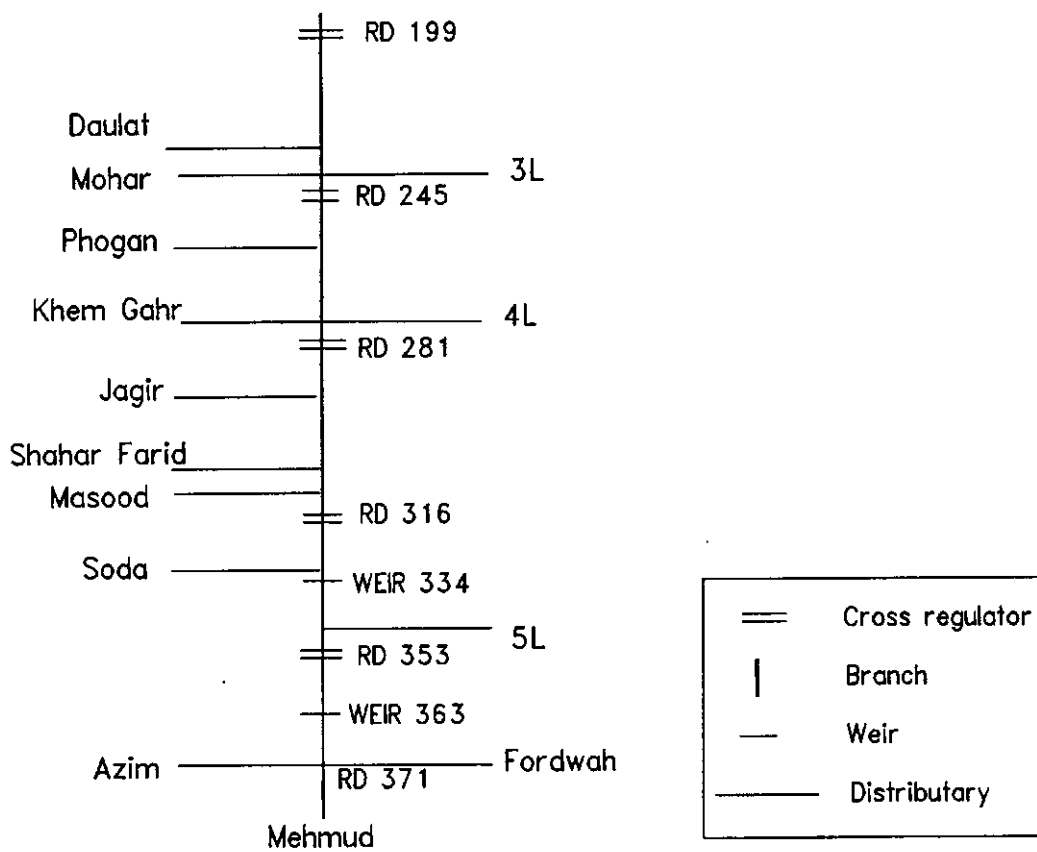 RD 199
Daulat
Mohar
3L
RD 245
Phogan
Khem Gahr
4L
RD 281
Jagir
Shahar Farid
Masood
RD 316
Soda
WEIR 334
5L
RD 353
WEIR 363
Azim
Fordwah
RD 371
Mehmud
Cross regulator
Branch
Weir
Distributary